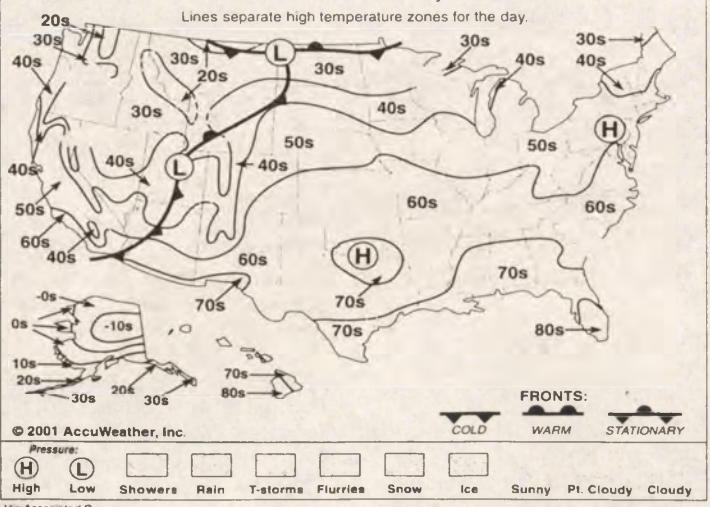 Lines separate high temperature zones for the day.
20s
30s
40s
30s
20s
30s
L
30s
30s
40s
30s
40s
40s
50s
H
50s
40s
L
40s
40s
50s
60s
40s
60s
60s
60s
H
70s
70s
70s
70s
80s
-0s
0s
-10s
10s
20s
30s
20s
30s
70s
80s
FRONTS:
COLD WARM STATIONARY
© 2001 AccuWeather, Inc.
Pressure:
H L
High Low Showers Rain T-storms Flurries Snow Ice Sunny Pt. Cloudy Cloudy